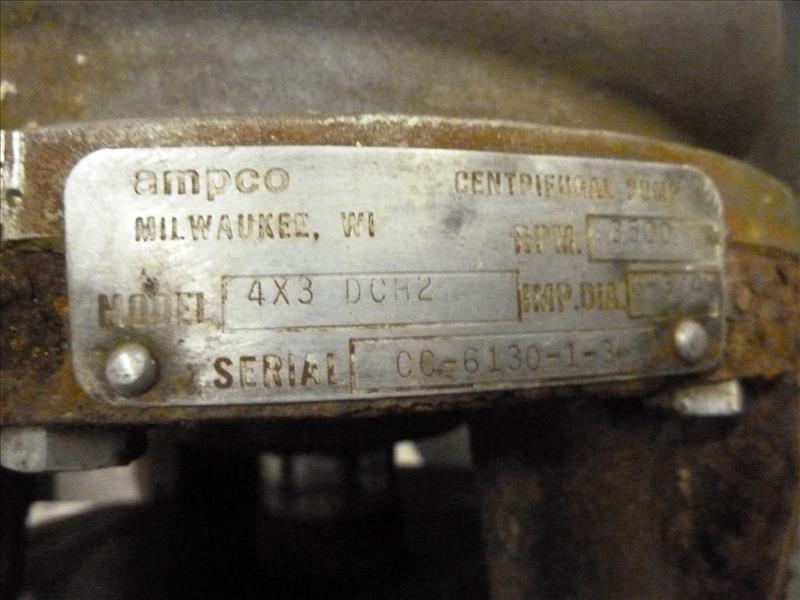 ampco CENTRIFUGAL PUMP
MILWAUKEE, WI RPM. 3500
MODEL 4X3 DCH2 IMP.DIA.
SERIAL CC-6130-1-3